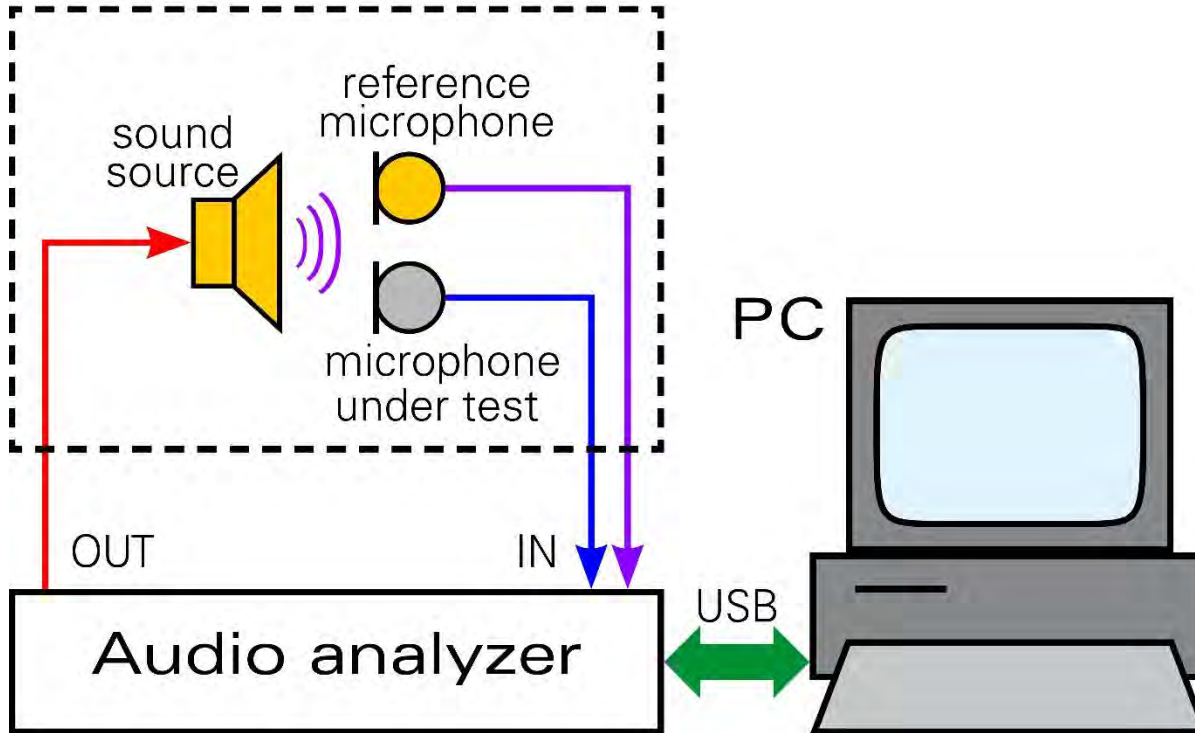 sound
source
reference
microphone
microphone
under test
PC
OUT
IN
USB
Audio analyzer